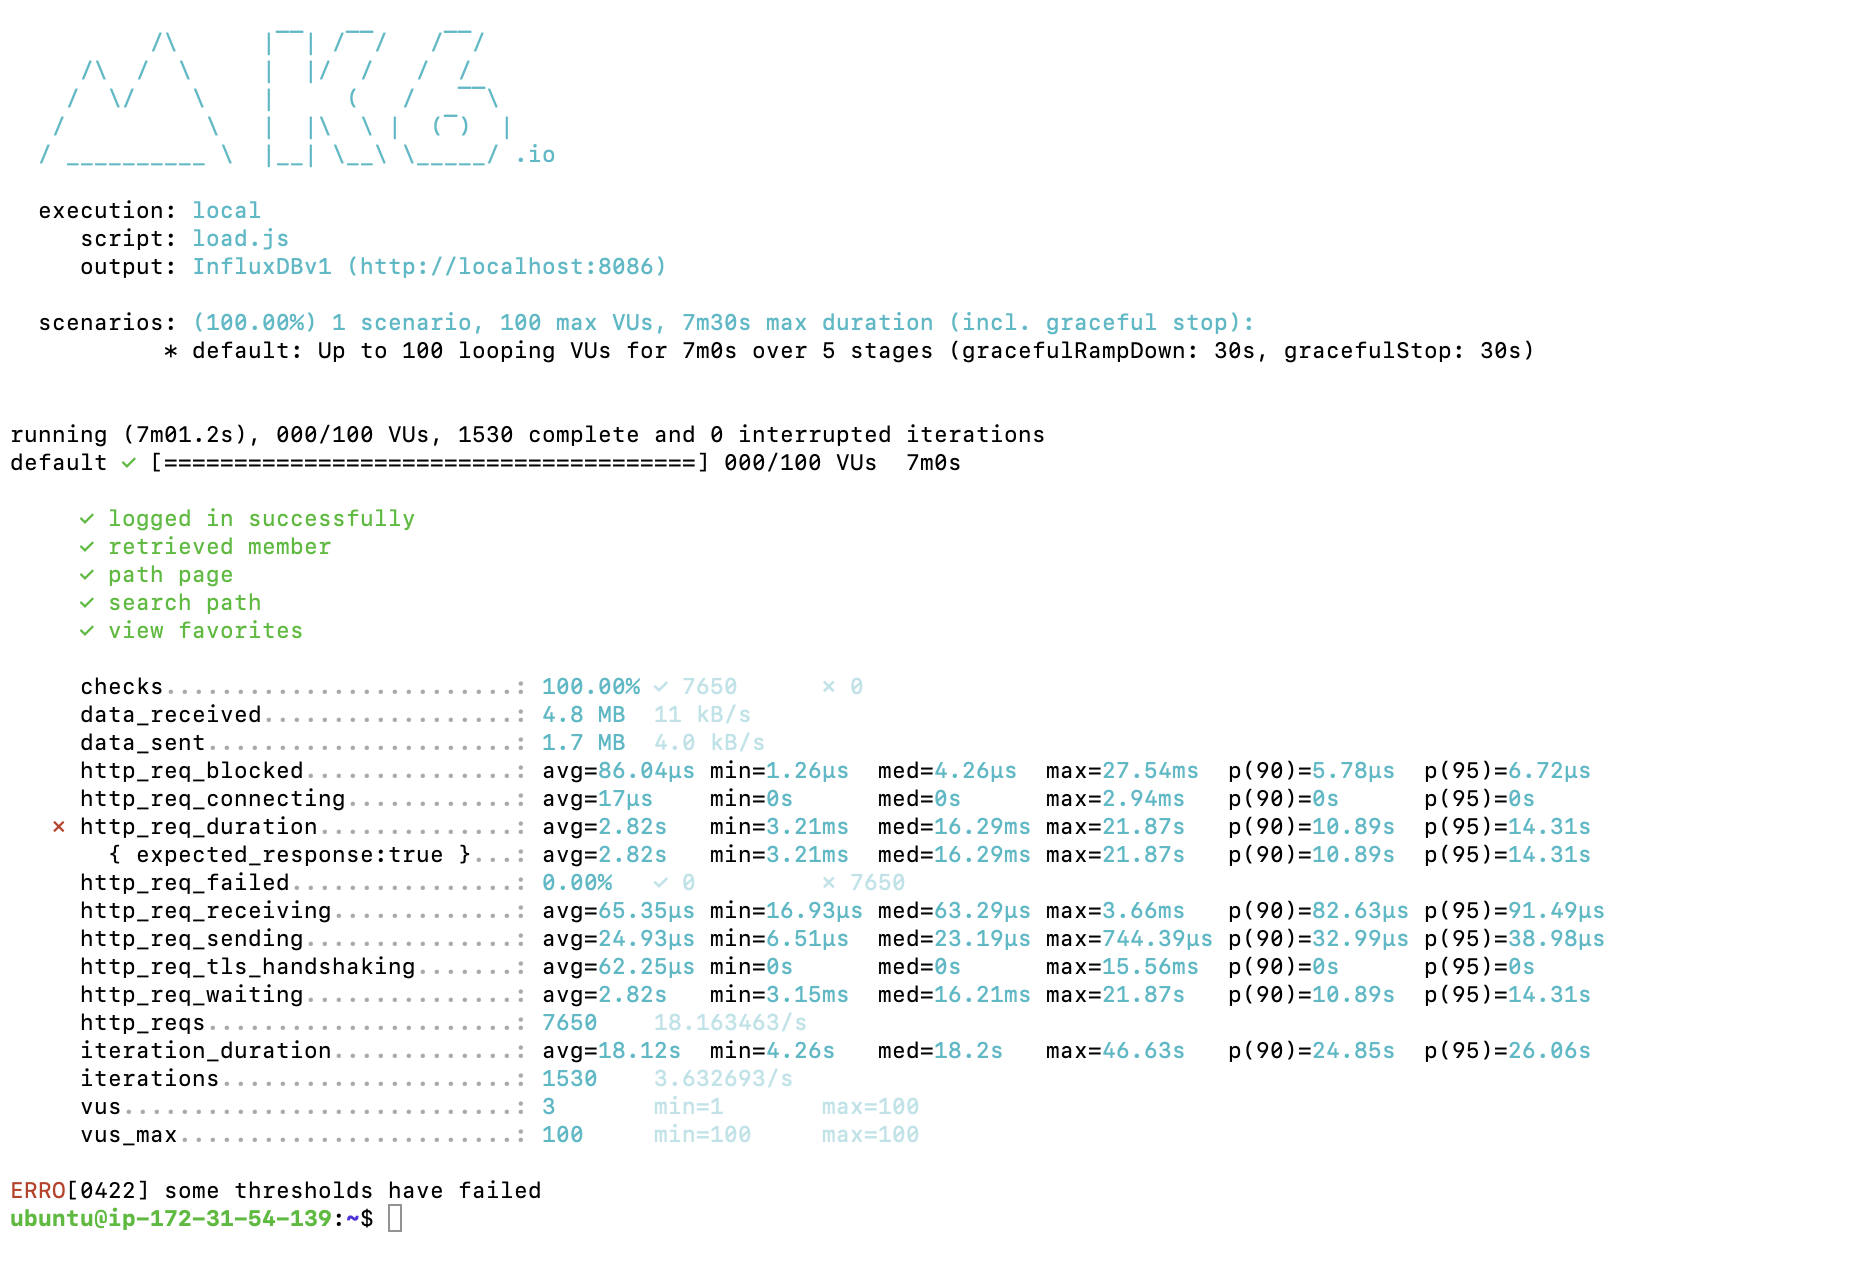 /\      |‾‾| /‾‾/   /‾‾/
    /\  /  \     |  |/  /   /  /
   /  \/    \    |     (   /   ‾‾\
  /          \   |  |\  \ |  (‾)  |
 / __________ \  |__| \__\ \_____/ .io
execution: local
script: load.js
output: InfluxDBv1 (http://localhost:8086)
scenarios: (100.00%) 1 scenario, 100 max VUs, 7m30s max duration (incl. graceful stop):
* default: Up to 100 looping VUs for 7m0s over 5 stages (gracefulRampDown: 30s, gracefulStop: 30s)
running (7m01.2s), 000/100 VUs, 1530 complete and 0 interrupted iterations
default ✓ [======================================] 000/100 VUs  7m0s
✓ logged in successfully
✓ retrieved member
✓ path page
✓ search path
✓ view favorites
checks.........................: 100.00% ✓ 7650      ✗ 0
data_received..................: 4.8 MB  11 kB/s
data_sent......................: 1.7 MB  4.0 kB/s
http_req_blocked...............: avg=86.04µs min=1.26µs  med=4.26µs  max=27.54ms  p(90)=5.78µs  p(95)=6.72µs
http_req_connecting............: avg=17µs    min=0s      med=0s      max=2.94ms   p(90)=0s      p(95)=0s
✗ http_req_duration..............: avg=2.82s   min=3.21ms  med=16.29ms max=21.87s   p(90)=10.89s  p(95)=14.31s
{ expected_response:true }...: avg=2.82s   min=3.21ms  med=16.29ms max=21.87s   p(90)=10.89s  p(95)=14.31s
http_req_failed................: 0.00%   ✓ 0         ✗ 7650
http_req_receiving.............: avg=65.35µs min=16.93µs med=63.29µs max=3.66ms   p(90)=82.63µs p(95)=91.49µs
http_req_sending...............: avg=24.93µs min=6.51µs  med=23.19µs max=744.39µs p(90)=32.99µs p(95)=38.98µs
http_req_tls_handshaking.......: avg=62.25µs min=0s      med=0s      max=15.56ms  p(90)=0s      p(95)=0s
http_req_waiting...............: avg=2.82s   min=3.15ms  med=16.21ms max=21.87s   p(90)=10.89s  p(95)=14.31s
http_reqs......................: 7650    18.163463/s
iteration_duration.............: avg=18.12s  min=4.26s   med=18.2s   max=46.63s   p(90)=24.85s  p(95)=26.06s
iterations.....................: 1530    3.632693/s
vus............................: 3       min=1       max=100
vus_max........................: 100     min=100     max=100
ERRO[0422] some thresholds have failed
ubuntu@ip-172-31-54-139:~$